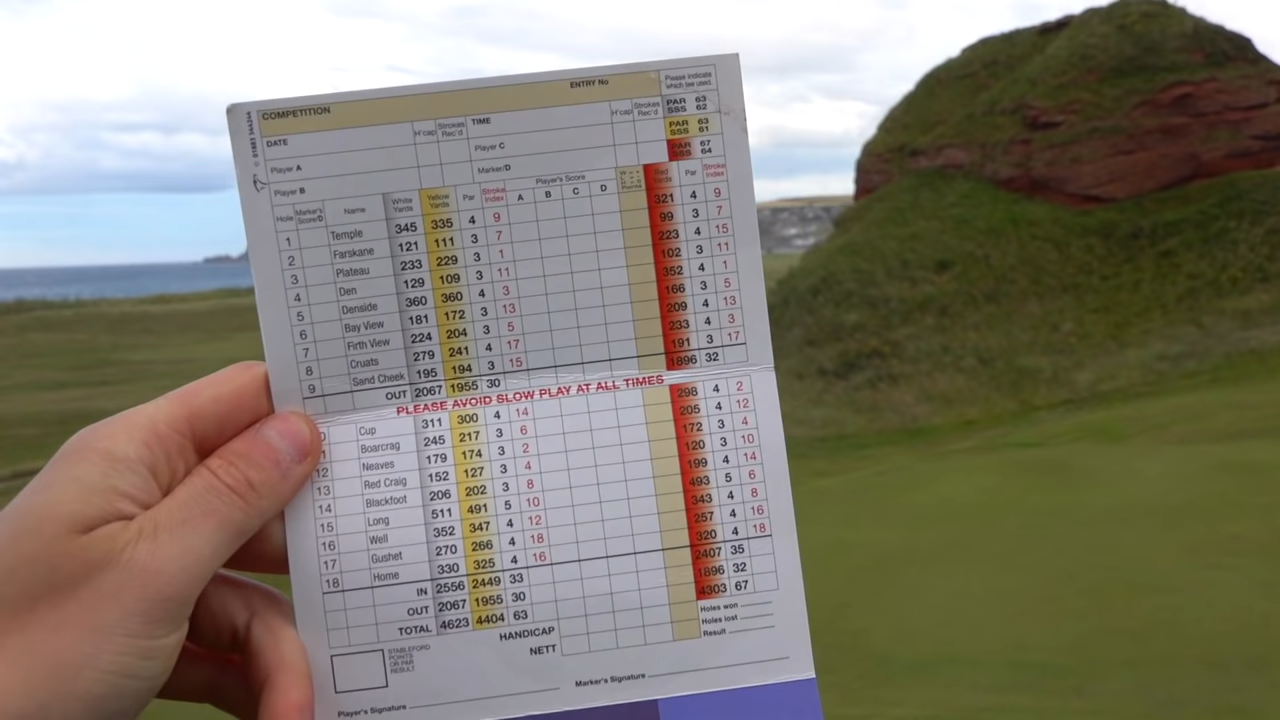 COMPETITION ENTRY No Please indicate which tee used.
DATE H'cap Strokes Rec'd TIME H'cap Strokes Rec'd PAR 63 SSS 62
Player A Player C PAR 63 SSS 61
Player B Marker/D PAR 67 SSS 64
Hole Marker's Score/D Name White Yards Yellow Yards Par Stroke Index Player's Score A B C D Points Red Yards Par Stroke Index
1 Temple 345 335 4 9 321 4 9
2 Farskane 121 111 3 7 99 3 7
3 Plateau 233 229 3 1 223 4 15
4 Den 129 109 3 11 102 3 11
5 Denside 360 360 4 3 352 4 1
6 Bay View 181 172 3 13 166 3 5
7 Firth View 224 204 3 5 209 4 13
8 Cruats 279 241 4 17 233 4 3
9 Sand Cheek 195 194 3 15 191 3 17
OUT 2067 1955 30 1896 32
PLEASE AVOID SLOW PLAY AT ALL TIMES
Cup 311 300 4 14 298 4 2
Boarcrag 245 217 3 6 205 4 12
12 Neaves 179 174 3 2 172 3 4
13 Red Craig 152 127 3 4 120 3 10
14 Blackfoot 206 202 3 8 199 4 14
15 Long 511 491 5 10 493 5 6
16 Well 352 347 4 12 343 4 8
17 Gushet 270 266 4 18 257 4 16
18 Home 330 325 4 16 320 4 18
IN 2556 2449 33 2407 35
OUT 2067 1955 30 1896 32
TOTAL 4623 4404 63 4303 67
HANDICAP Holes won
NETT Holes lost
Result
STABLEFORD POINTS OR PAR RESULT
Player's Signature Marker's Signature